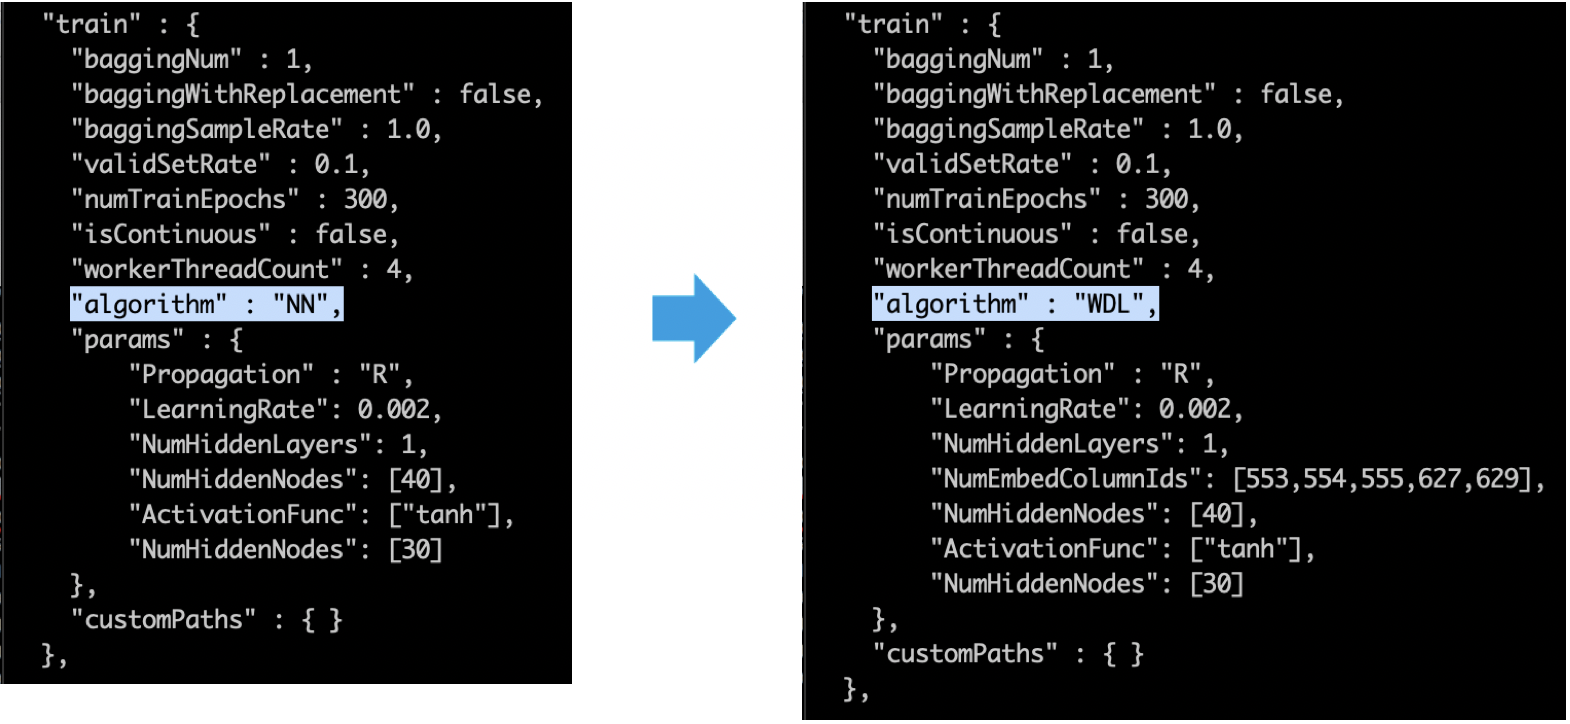 "train" : {
"baggingNum" : 1,
"baggingWithReplacement" : false,
"baggingSampleRate" : 1.0,
"validSetRate" : 0.1,
"numTrainEpochs" : 300,
"isContinuous" : false,
"workerThreadCount" : 4,
"algorithm" : "NN",
"params" : {
"Propagation" : "R",
"LearningRate": 0.002,
"NumHiddenLayers": 1,
"NumHiddenNodes": [40],
"ActivationFunc": ["tanh"],
"NumHiddenNodes": [30]
},
"customPaths" : { }
},
"train" : {
"baggingNum" : 1,
"baggingWithReplacement" : false,
"baggingSampleRate" : 1.0,
"validSetRate" : 0.1,
"numTrainEpochs" : 300,
"isContinuous" : false,
"workerThreadCount" : 4,
"algorithm" : "WDL",
"params" : {
"Propagation" : "R",
"LearningRate": 0.002,
"NumHiddenLayers": 1,
"NumEmbedColumnIds": [553,554,555,627,629],
"NumHiddenNodes": [40],
"ActivationFunc": ["tanh"],
"NumHiddenNodes": [30]
},
"customPaths" : { }
},